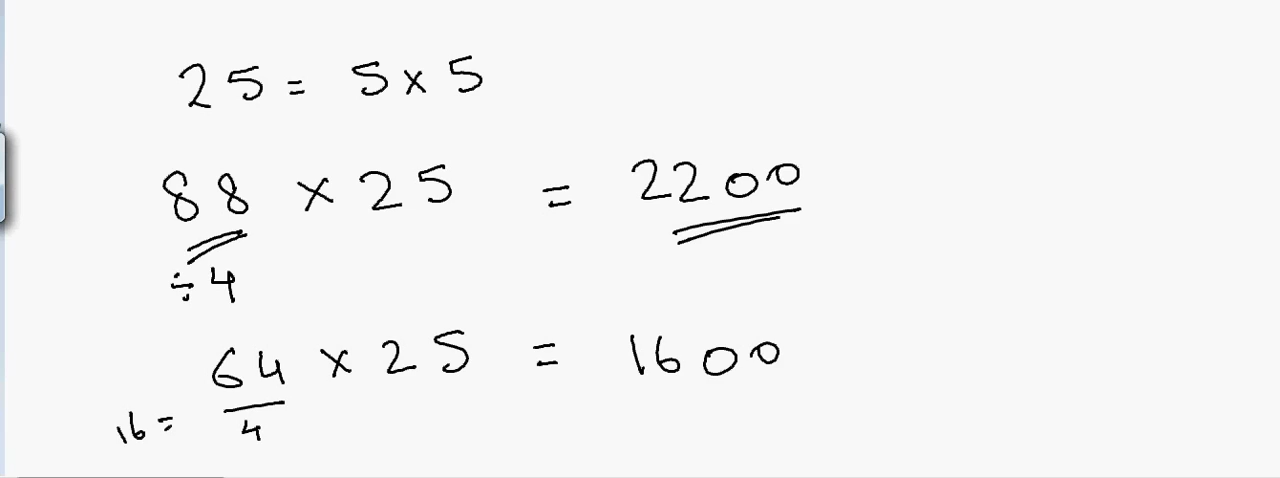 25 = 5 × 5
88 × 25 = 2200
÷ 4
64 × 25 = 1600
16 = 4